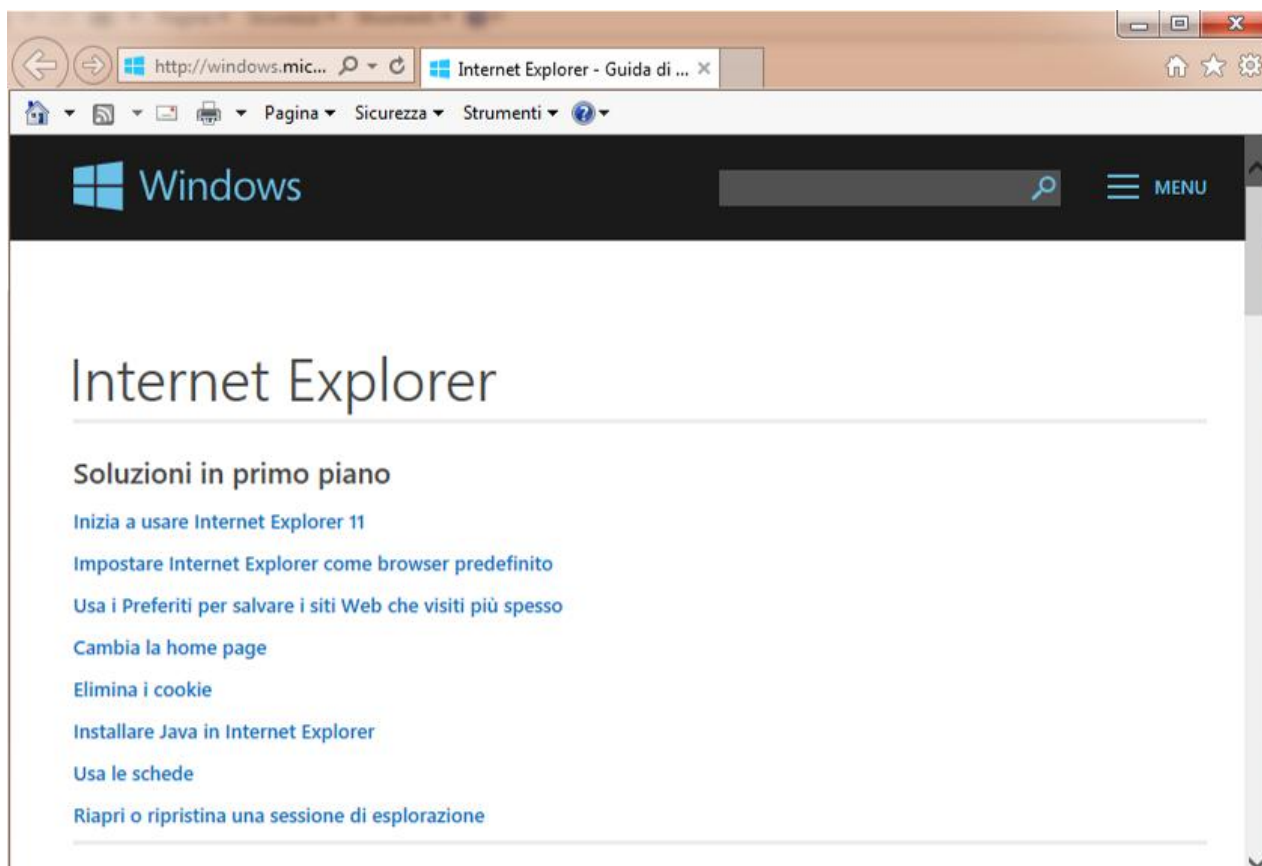 http://windows.mic...
Internet Explorer - Guida di ...
Pagina Sicurezza Strumenti
Windows
MENU
Internet Explorer
Soluzioni in primo piano
Inizia a usare Internet Explorer 11
Impostare Internet Explorer come browser predefinito
Usa i Preferiti per salvare i siti Web che visiti più spesso
Cambia la home page
Elimina i cookie
Installare Java in Internet Explorer
Usa le schede
Riapri o ripristina una sessione di esplorazione